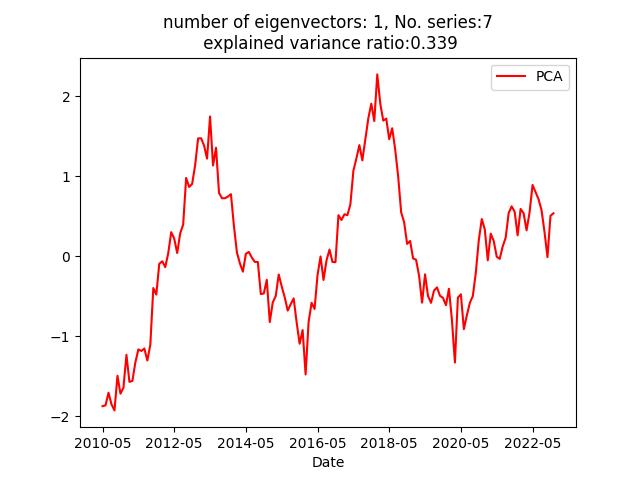 number of eigenvectors: 1, No. series:7
explained variance ratio:0.339
PCA
2
1
0
−1
−2
2010-05 2012-05 2014-05 2016-05 2018-05 2020-05 2022-05
Date